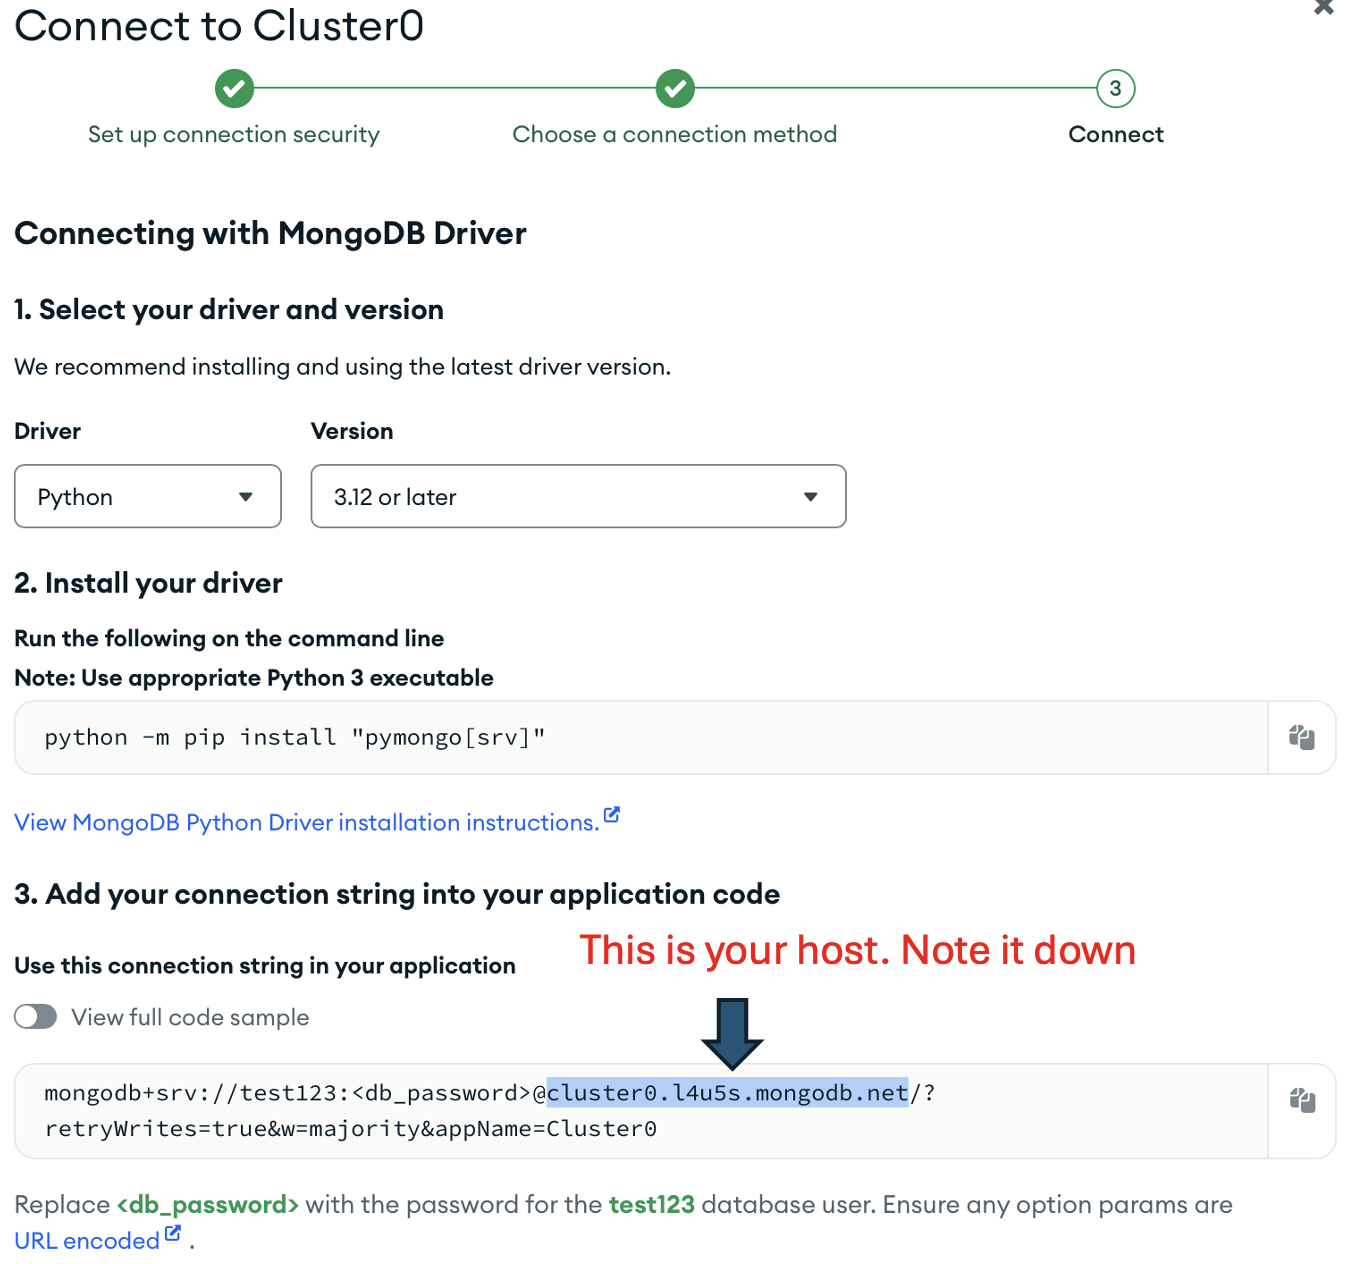 Connect to Cluster0
3
Set up connection security
Choose a connection method
Connect
Connecting with MongoDB Driver
1. Select your driver and version
We recommend installing and using the latest driver version.
Driver
Version
Python
3.12 or later
2. Install your driver
Run the following on the command line
Note: Use appropriate Python 3 executable
python -m pip install "pymongo[srv]"
View MongoDB Python Driver installation instructions.
3. Add your connection string into your application code
This is your host. Note it down
Use this connection string in your application
View full code sample
mongodb+srv://test123:<db_password>@cluster0.l4u5s.mongodb.net/?
retryWrites=true&w=majority&appName=Cluster0
Replace <db_password> with the password for the test123 database user. Ensure any option params are
URL encoded .